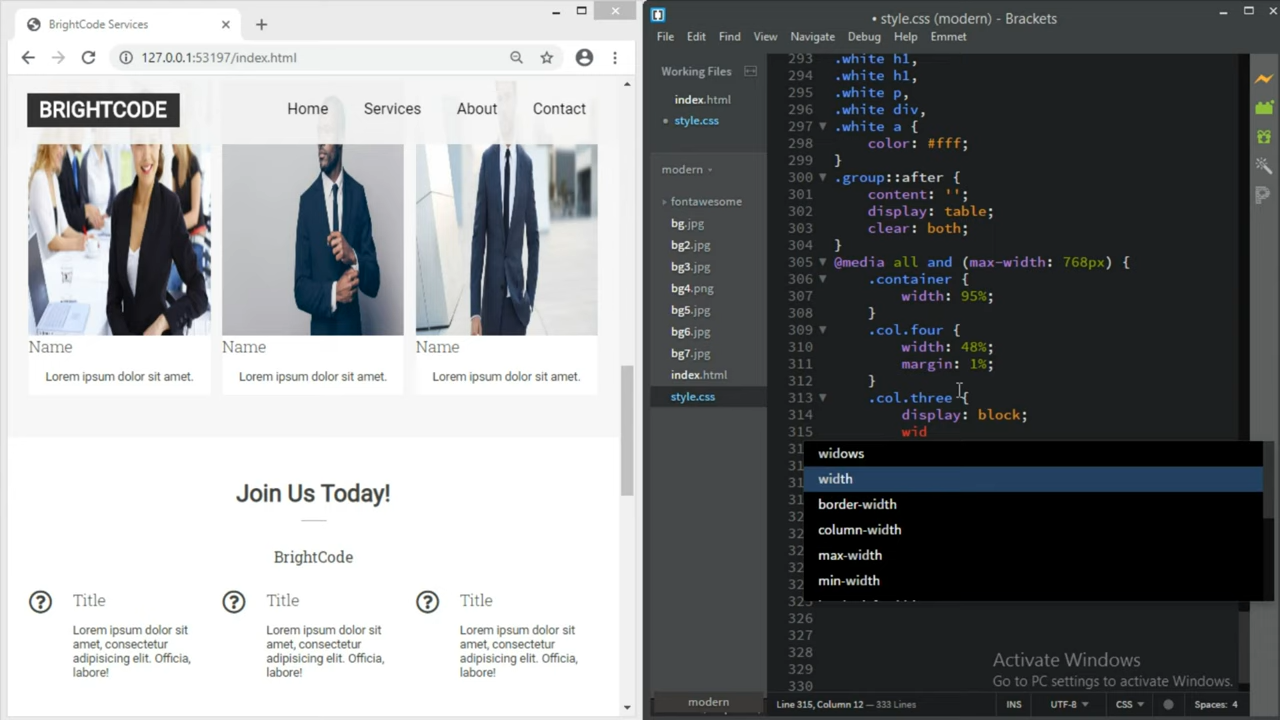 BrightCode Services
127.0.0.1:53197/index.html
BRIGHTCODE
Home
Services
About
Contact
Name
Name
Name
Lorem ipsum dolor sit amet.
Lorem ipsum dolor sit amet.
Lorem ipsum dolor sit amet.
Join Us Today!
BrightCode
Title
Lorem ipsum dolor sit
amet, consectetur
adipisicing elit. Officia,
labore!
Title
Lorem ipsum dolor sit
amet, consectetur
adipisicing elit. Officia,
labore!
Title
Lorem ipsum dolor sit
amet, consectetur
adipisicing elit. Officia,
labore!
• style.css (modern) - Brackets
File Edit Find View Navigate Debug Help Emmet
Working Files
index.html
style.css
modern
fontawesome
bg.jpg
bg2.jpg
bg3.jpg
bg4.png
bg5.jpg
bg6.jpg
bg7.jpg
index.html
style.css
modern
293 .white h1,
294 .white h1,
295 .white p,
296 .white div,
297 .white a {
298 color: #fff;
299 }
300 .group::after {
301 content: '';
302 display: table;
303 clear: both;
304 }
305 @media all and (max-width: 768px) {
306 .container {
307 width: 95%;
308 }
309 .col.four {
310 width: 48%;
311 margin: 1%;
312 }
313 .col.three {
314 display: block;
315 wid
widows
width
border-width
column-width
max-width
min-width
326
327
328
329
330
Activate Windows
Go to PC settings to activate Windows.
Line 315, Column 12 — 333 Lines
INS
UTF-8
CSS
Spaces: 4